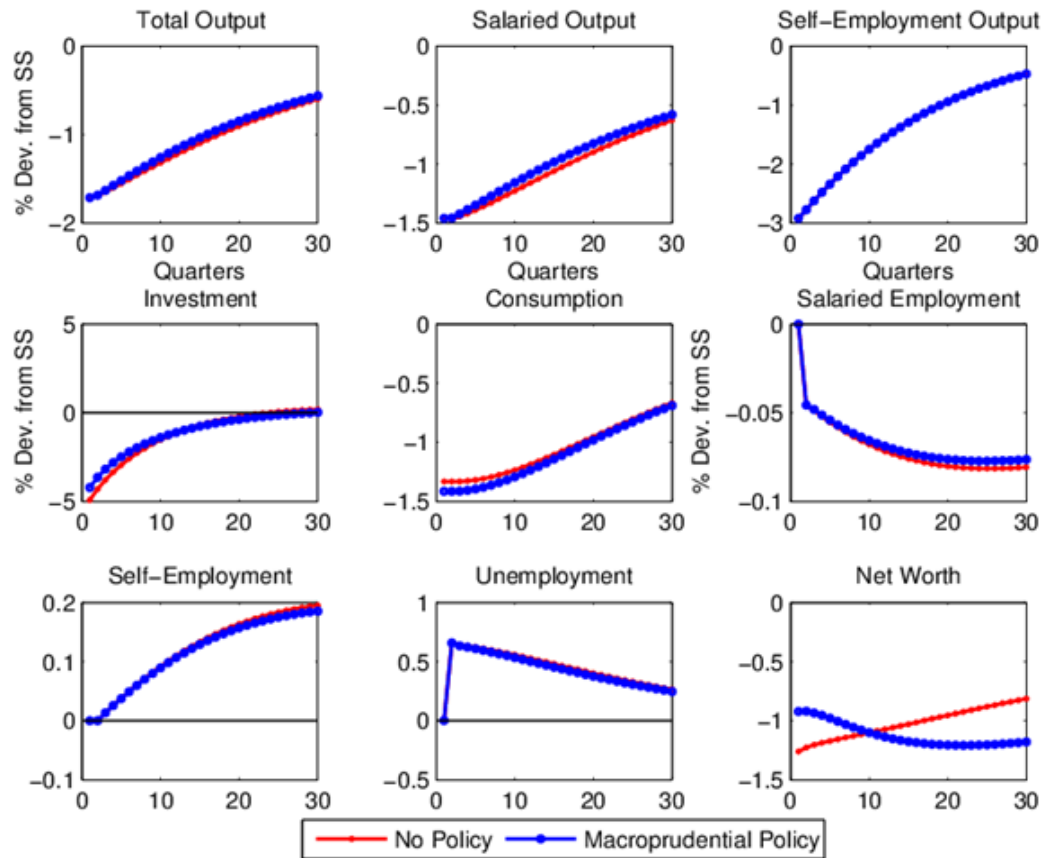 Total Output
Salaried Output
Self-Employment Output
% Dev. from SS
0
-1
-2
0 10 20 30
Quarters
0
-0.5
-1
-1.5
0 10 20 30
Quarters
0
-1
-2
-3
0 10 20 30
Quarters
Investment
Consumption
Salaried Employment
% Dev. from SS
5
0
-5
0 10 20 30
0
-0.5
-1
-1.5
0 10 20 30
% Dev. from SS
0
-0.05
-0.1
0 10 20 30
Self-Employment
Unemployment
Net Worth
0.2
0.1
0
-0.1
0 10 20 30
1
0.5
0
-0.5
0 10 20 30
0
-0.5
-1
-1.5
0 10 20 30
No Policy
Macroprudential Policy